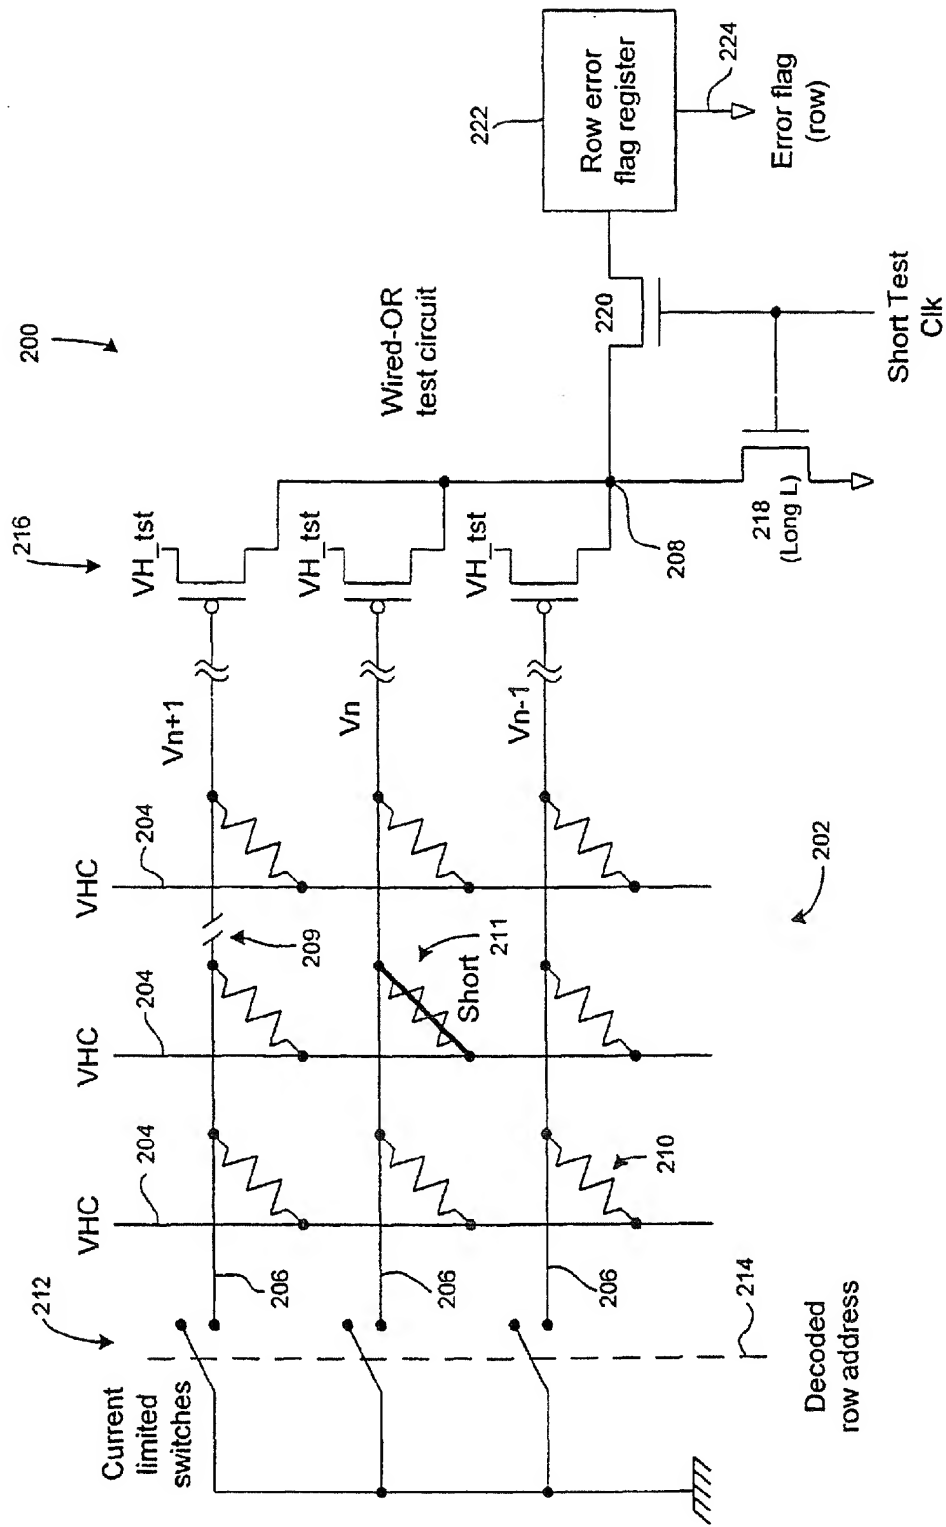 200
216
VH_tst
VH_tst
VH_tst
Wired-OR
test circuit
220
222
Row error
flag register
224
Error flag
(row)
208
218
(Long L)
Short Test
Clk
Vn+1
Vn
Vn-1
VHC
204
VHC
204
VHC
204
209
Short
211
210
202
206
206
206
212
Current
limited
switches
214
Decoded
row address